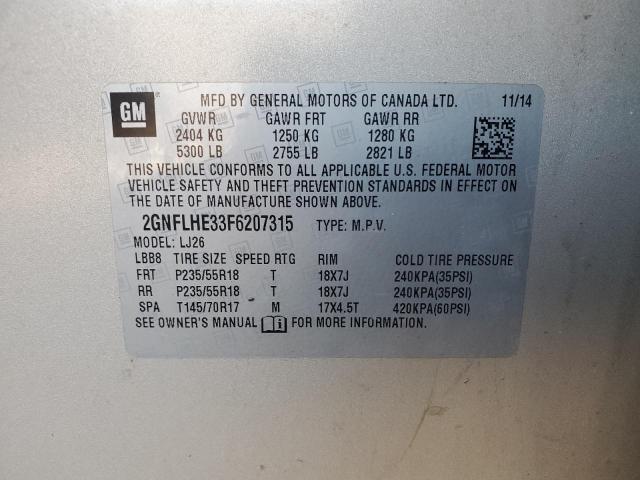 GM MFD BY GENERAL MOTORS OF CANADA LTD. 11/14
GVWR GAWR FRT GAWR RR
2404 KG 1250 KG 1280 KG
5300 LB 2755 LB 2821 LB
THIS VEHICLE CONFORMS TO ALL APPLICABLE U.S. FEDERAL MOTOR
VEHICLE SAFETY AND THEFT PREVENTION STANDARDS IN EFFECT ON
THE DATE OF MANUFACTURE SHOWN ABOVE.
2GNFLHE33F6207315 TYPE: M.P.V.
MODEL: LJ26
LBB8 TIRE SIZE SPEED RTG RIM COLD TIRE PRESSURE
FRT P235/55R18 T 18X7J 240KPA(35PSI)
RR P235/55R18 T 18X7J 240KPA(35PSI)
SPA T145/70R17 M 17X4.5T 420KPA(60PSI)
SEE OWNER'S MANUAL FOR MORE INFORMATION.